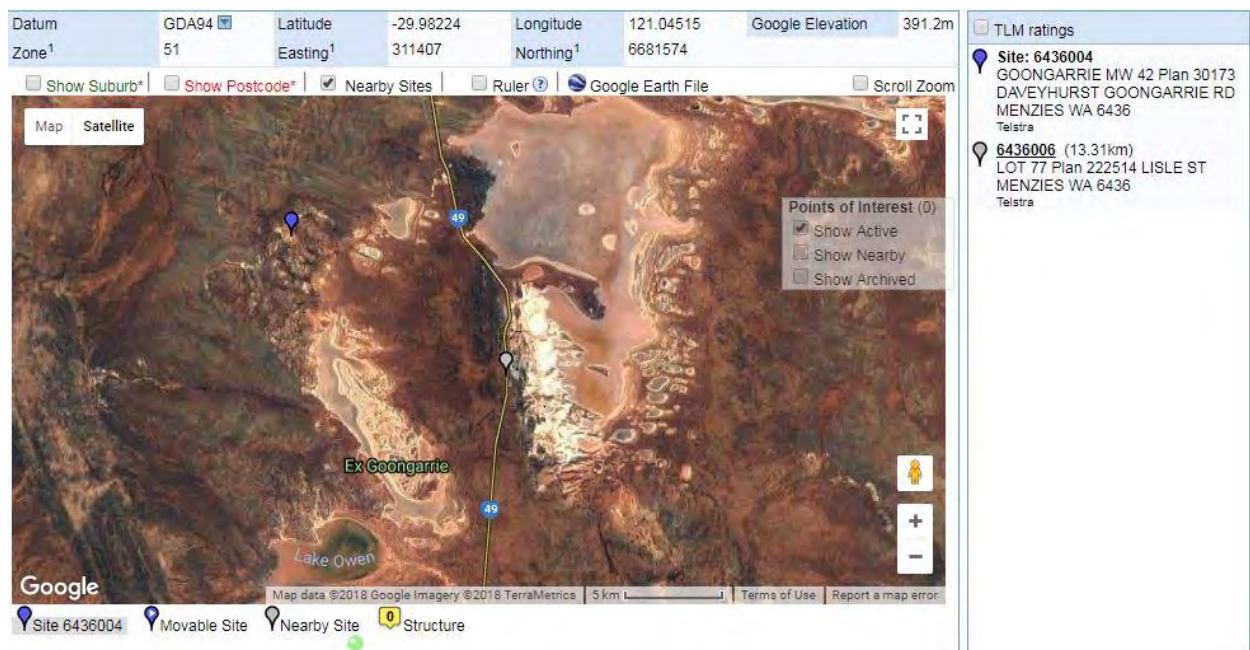 Datum GDA94 Latitude -29.98224 Longitude 121.04515 Google Elevation 391.2m
Zone1 51 Easting1 311407 Northing1 6681574
Show Suburb* Show Postcode* Nearby Sites Ruler (?) Google Earth File Scroll Zoom
Map Satellite
49
Points of Interest (0)
Show Active
Show Nearby
Show Archived
Ex Goongarrie
49
Lake Owen
Google
Map data ©2018 Google Imagery ©2018 TerraMetrics 5 km Terms of Use Report a map error
Site 6436004 Movable Site Nearby Site 0 Structure
TLM ratings
Site: 6436004
GOONGARRIE MW 42 Plan 30173
DAVEYHURST GOONGARRIE RD
MENZIES WA 6436
Telstra
6436006 (13.31km)
LOT 77 Plan 222514 LISLE ST
MENZIES WA 6436
Telstra